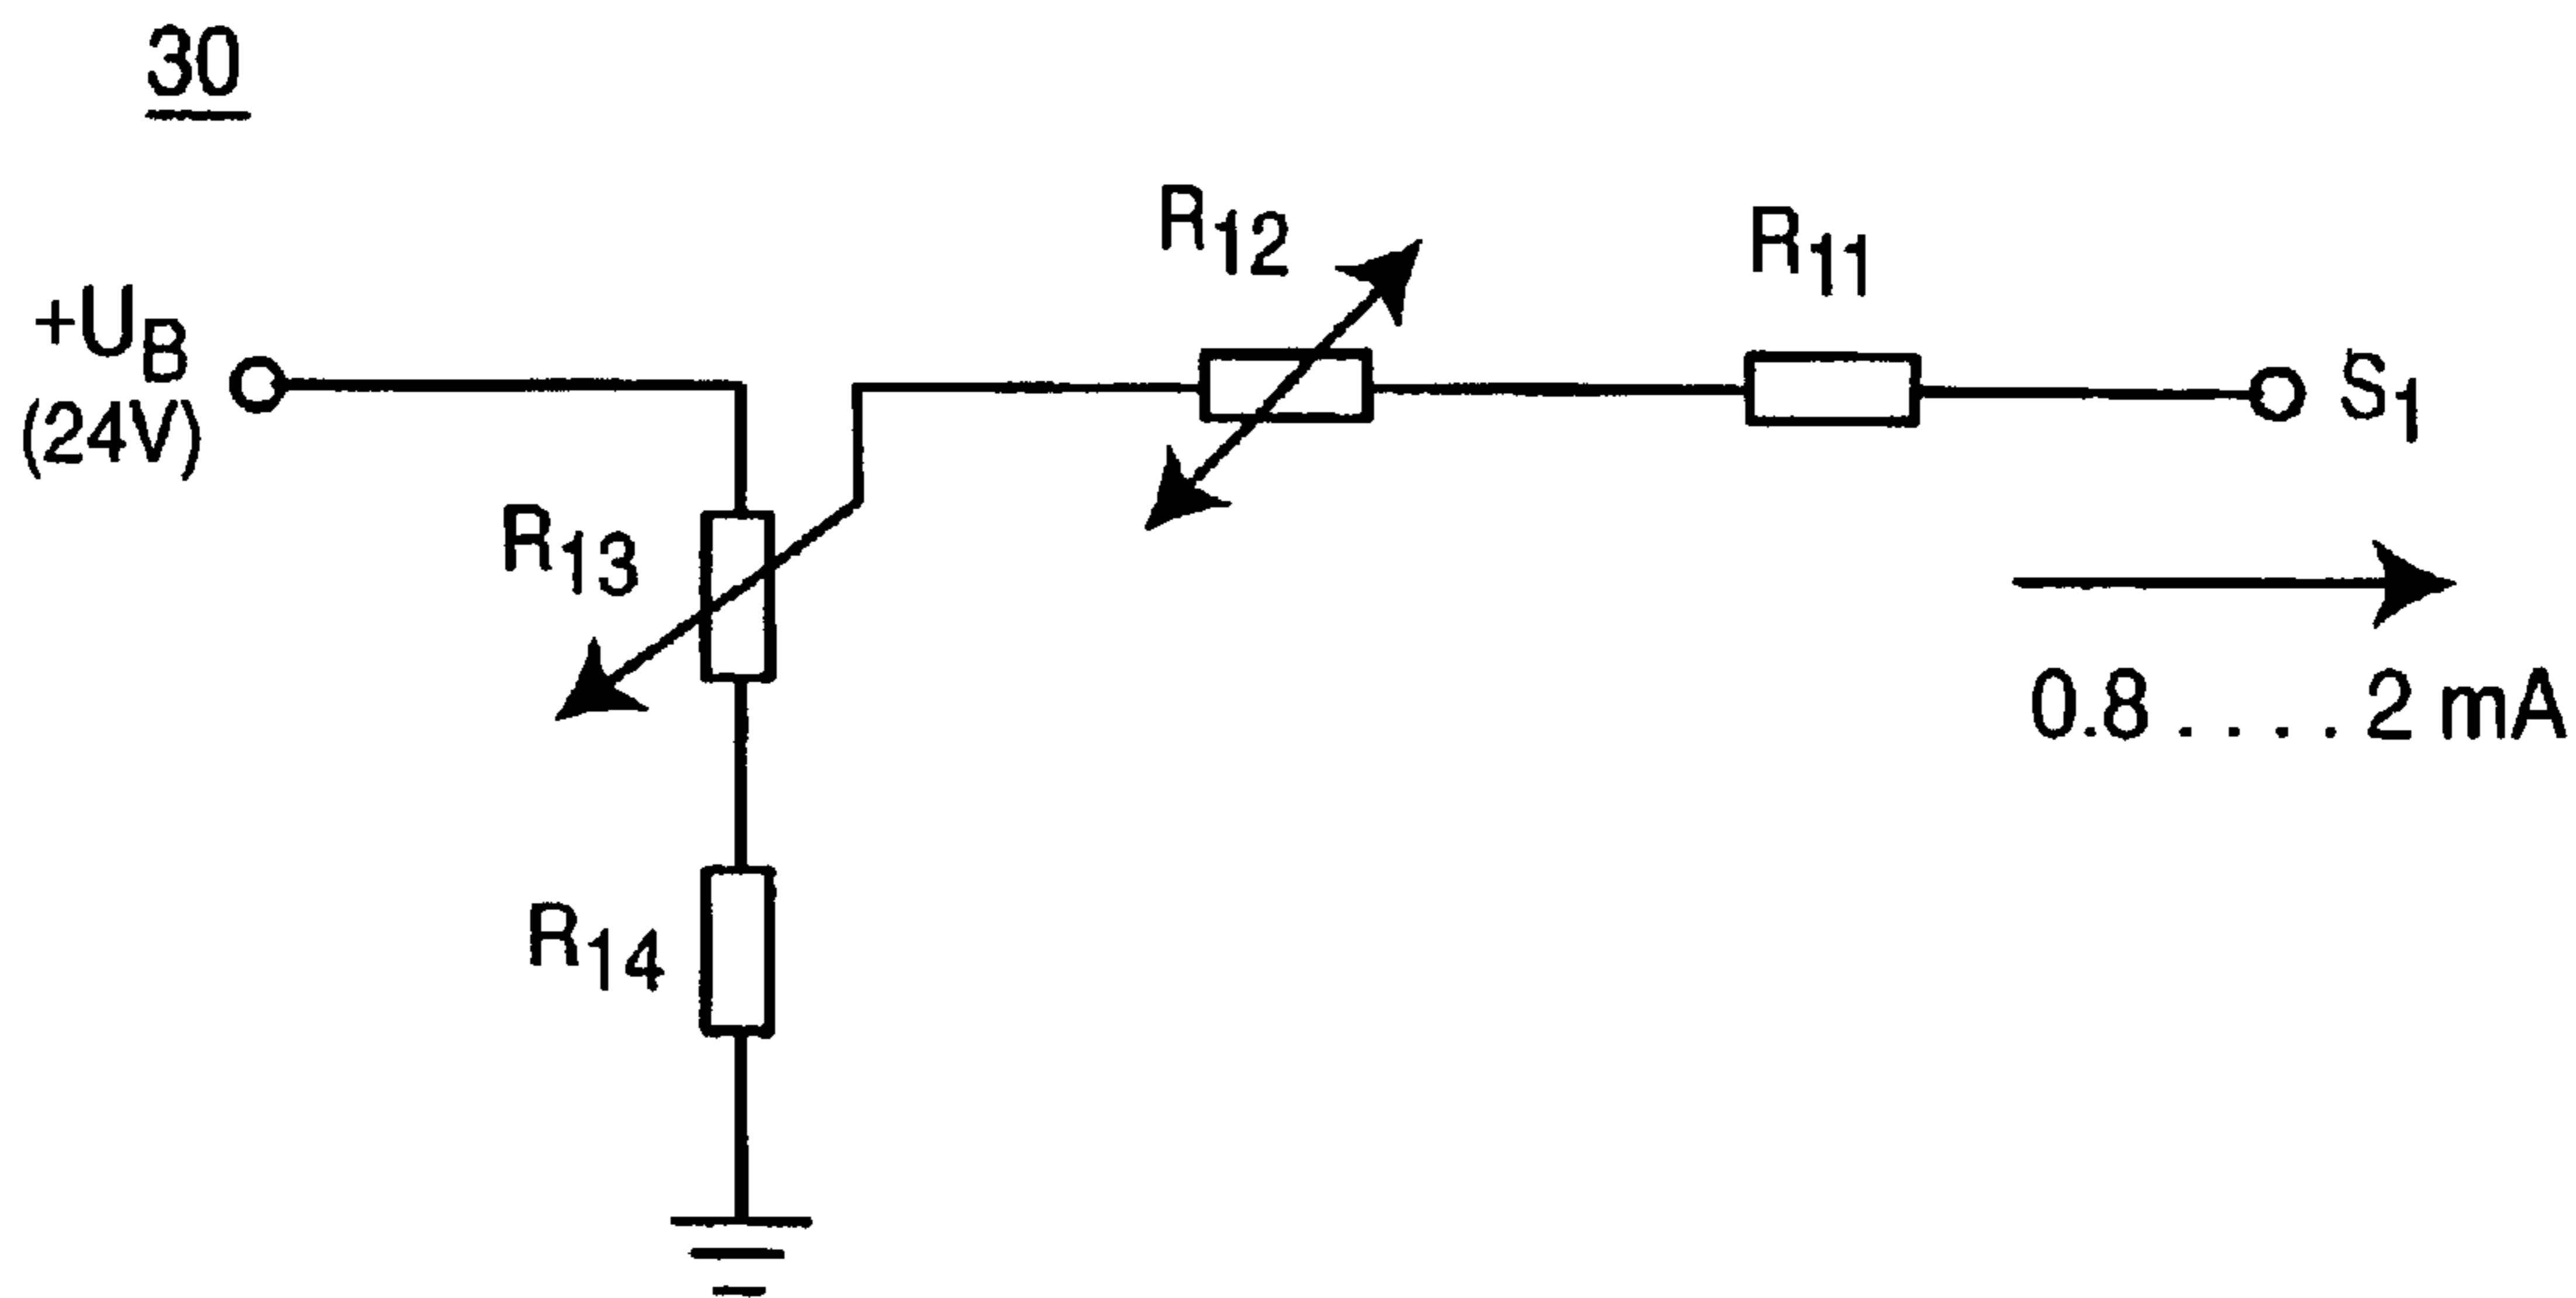 30
+UB
(24V)
R12
R11
S1
R13
0.8 . . . . 2 mA
R14